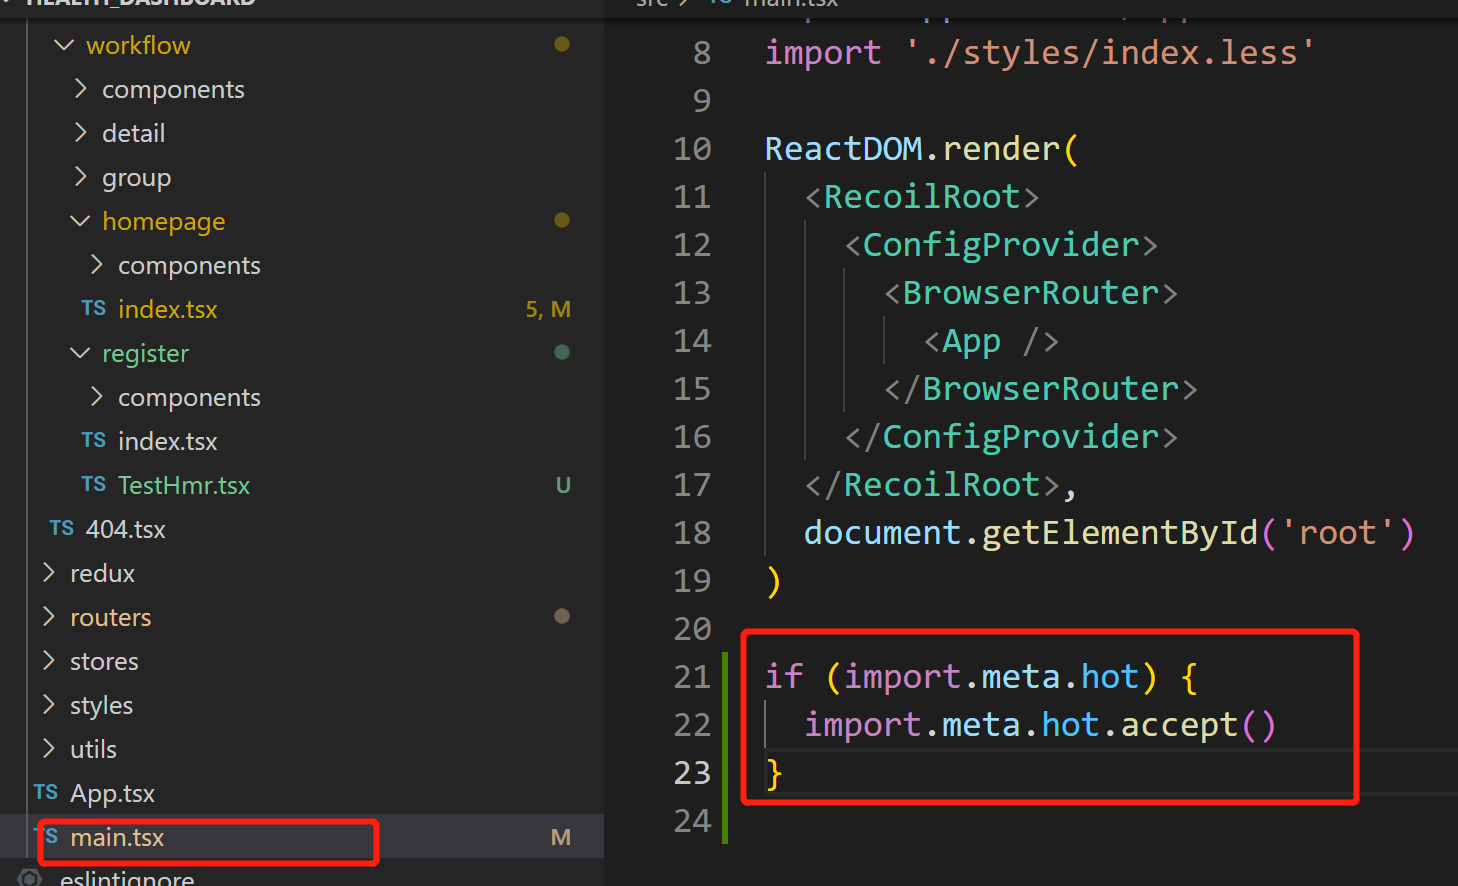 HEALTH_DASHBOARD
workflow
components
detail
group
homepage
components
TS index.tsx 5, M
register
components
TS index.tsx
TS TestHmr.tsx U
TS 404.tsx
redux
routers
stores
styles
utils
TS App.tsx
TS main.tsx M
.eslintignore
src > TS main.tsx
8 import './styles/index.less'
9
10 ReactDOM.render(
11 <RecoilRoot>
12 <ConfigProvider>
13 <BrowserRouter>
14 <App />
15 </BrowserRouter>
16 </ConfigProvider>
17 </RecoilRoot>,
18 document.getElementById('root')
19 )
20
21 if (import.meta.hot) {
22 import.meta.hot.accept()
23 }
24